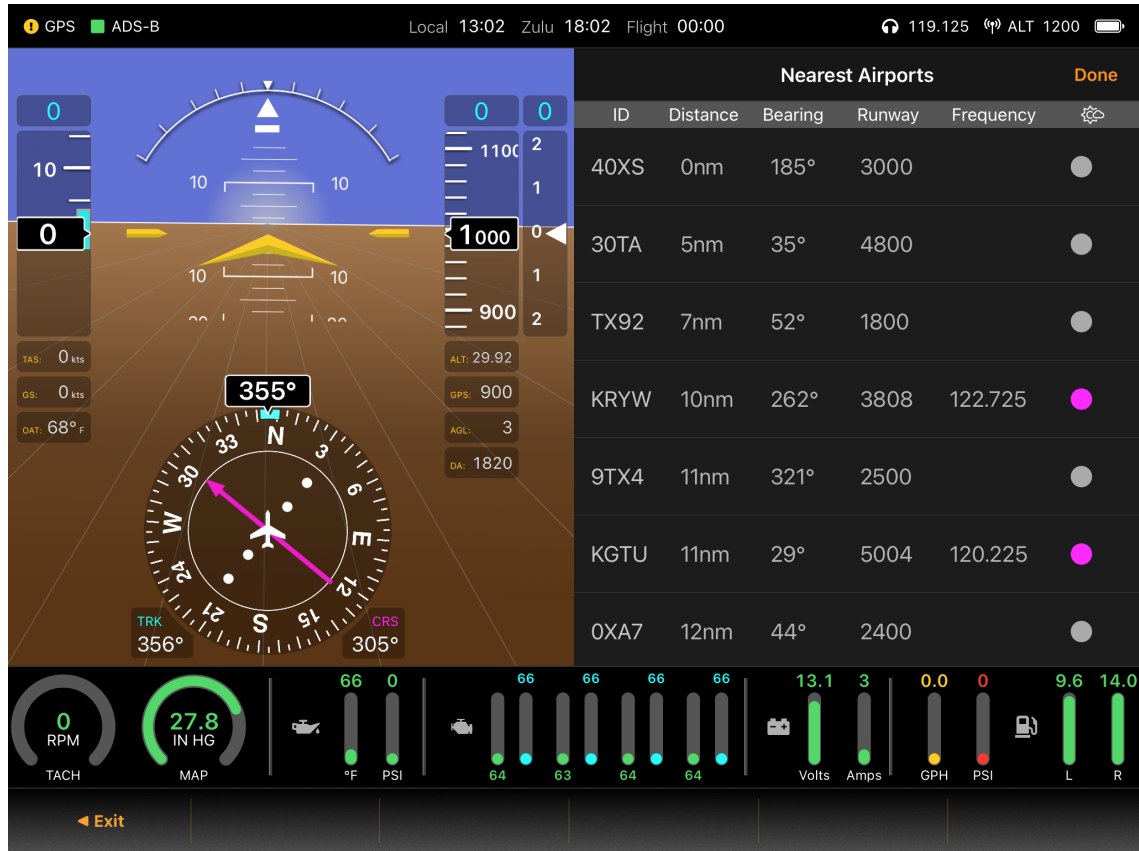 GPS ADS-B Local 13:02 Zulu 18:02 Flight 00:00 119.125 ALT 1200
Nearest Airports Done
ID Distance Bearing Runway Frequency
40XS 0nm 185° 3000
30TA 5nm 35° 4800
TX92 7nm 52° 1800
KRYW 10nm 262° 3808 122.725
9TX4 11nm 321° 2500
KGTU 11nm 29° 5004 120.225
0XA7 12nm 44° 2400
0 0 0
10 1100 2
10 10 1
0 1000 0
10 10 1
900 2
20 20
TAS: 0 kts
GS: 0 kts
OAT: 68° F
ALT: 29.92
GPS: 900
AGL: 3
DA: 1820
355°
N 3 6 E 12 15 S 21 24 W 30 33
TRK
356°
CRS
305°
0
RPM
TACH
27.8
IN HG
MAP
66 0
°F PSI
66 66 66 66
64 63 64 64
13.1 3
Volts Amps
0.0 0
GPH PSI
9.6 14.0
L R
Exit